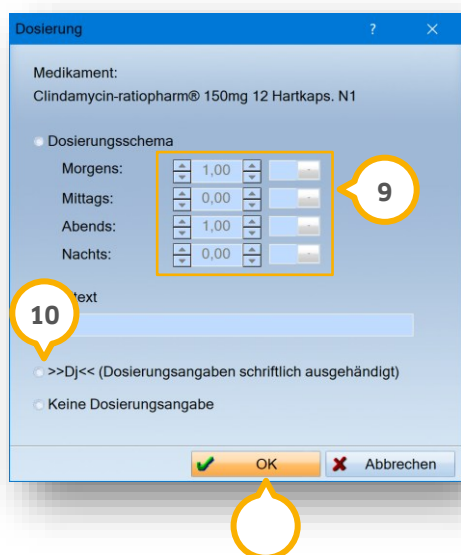 Dosierung ? ×
Medikament:
Clindamycin-ratiopharm® 150mg 12 Hartkaps. N1
Dosierungsschema
Morgens: 1,00
Mittags: 0,00
9
Abends: 1,00
Nachts: 0,00
text
10
>>Dj<< (Dosierungsangaben schriftlich ausgehändigt)
Keine Dosierungsangabe
OK Abbrechen